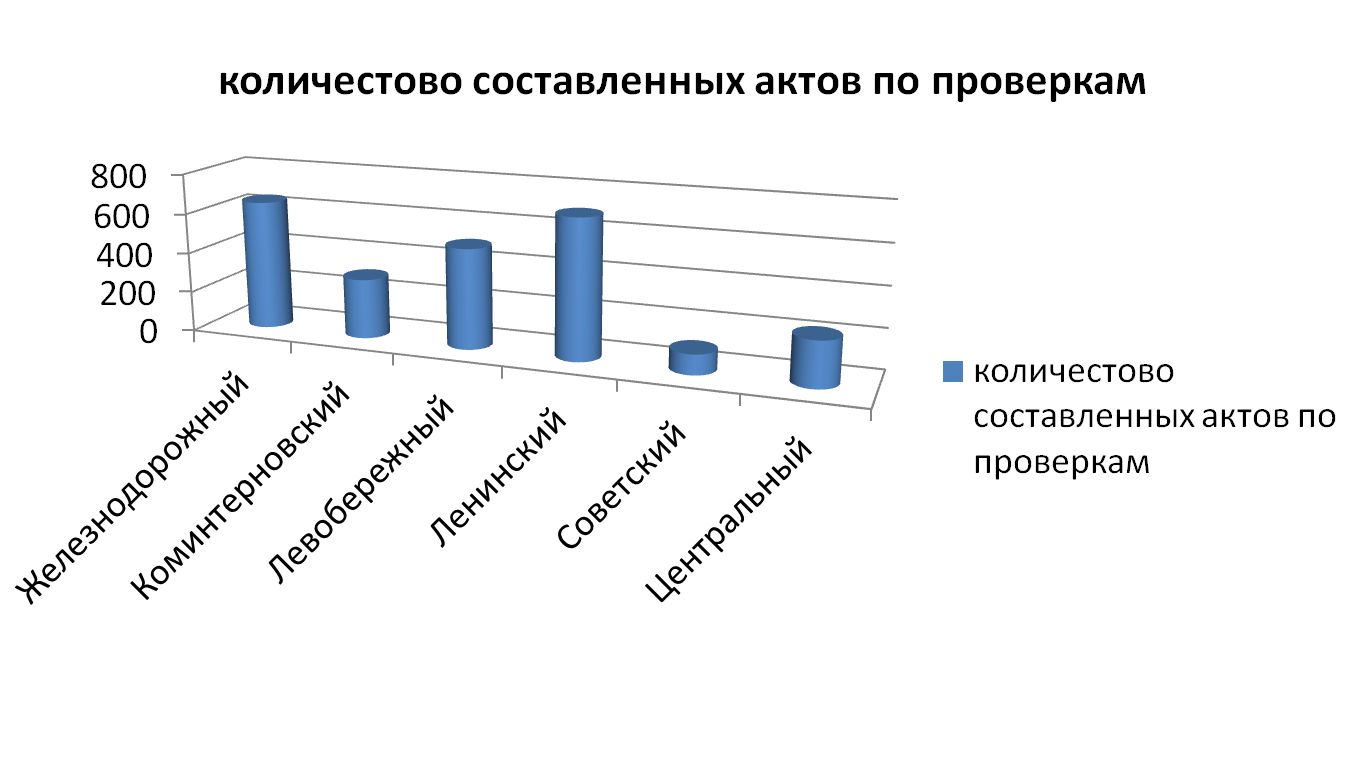 количестово составленных актов по проверкам
800
600
400
200
0
Железнодорожный
Коминтерновский
Левобережный
Ленинский
Советский
Центральный
количестово
составленных актов по
проверкам